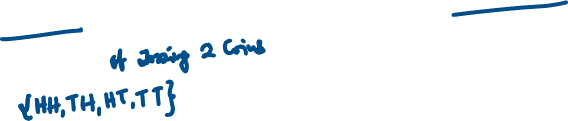 of Tossing 2 Coins
{HH, TH, HT, TT}